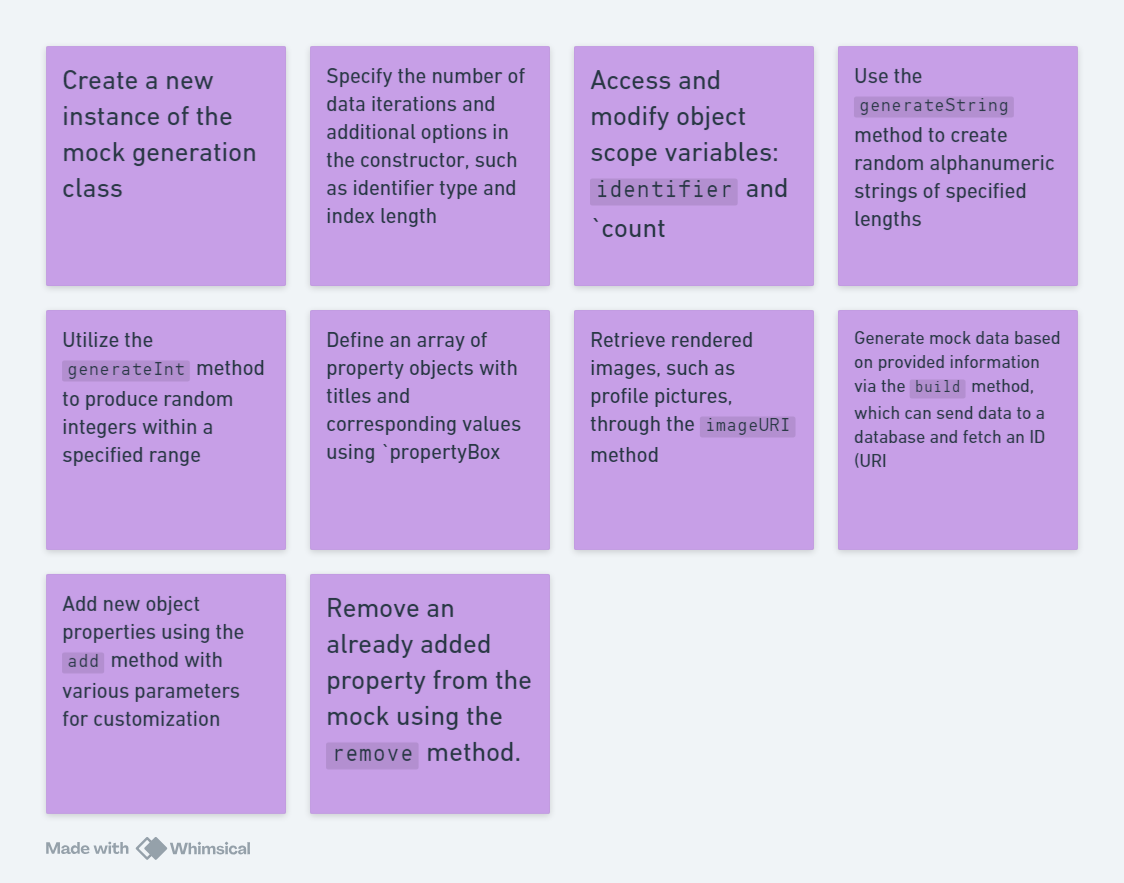 Create a new
instance of the
mock generation
class
Specify the number of
data iterations and
additional options in
the constructor, such
as identifier type and
index length
Access and
modify object
scope variables:
identifier and
`count
Use the
generateString
method to create
random alphanumeric
strings of specified
lengths
Utilize the
generateInt method
to produce random
integers within a
specified range
Define an array of
property objects with
titles and
corresponding values
using `propertyBox
Retrieve rendered
images, such as
profile pictures,
through the imageURI
method
Generate mock data based
on provided information
via the build method,
which can send data to a
database and fetch an ID
(URI
Add new object
properties using the
add method with
various parameters
for customization
Remove an
already added
property from the
mock using the
remove method.
Made with Whimsical